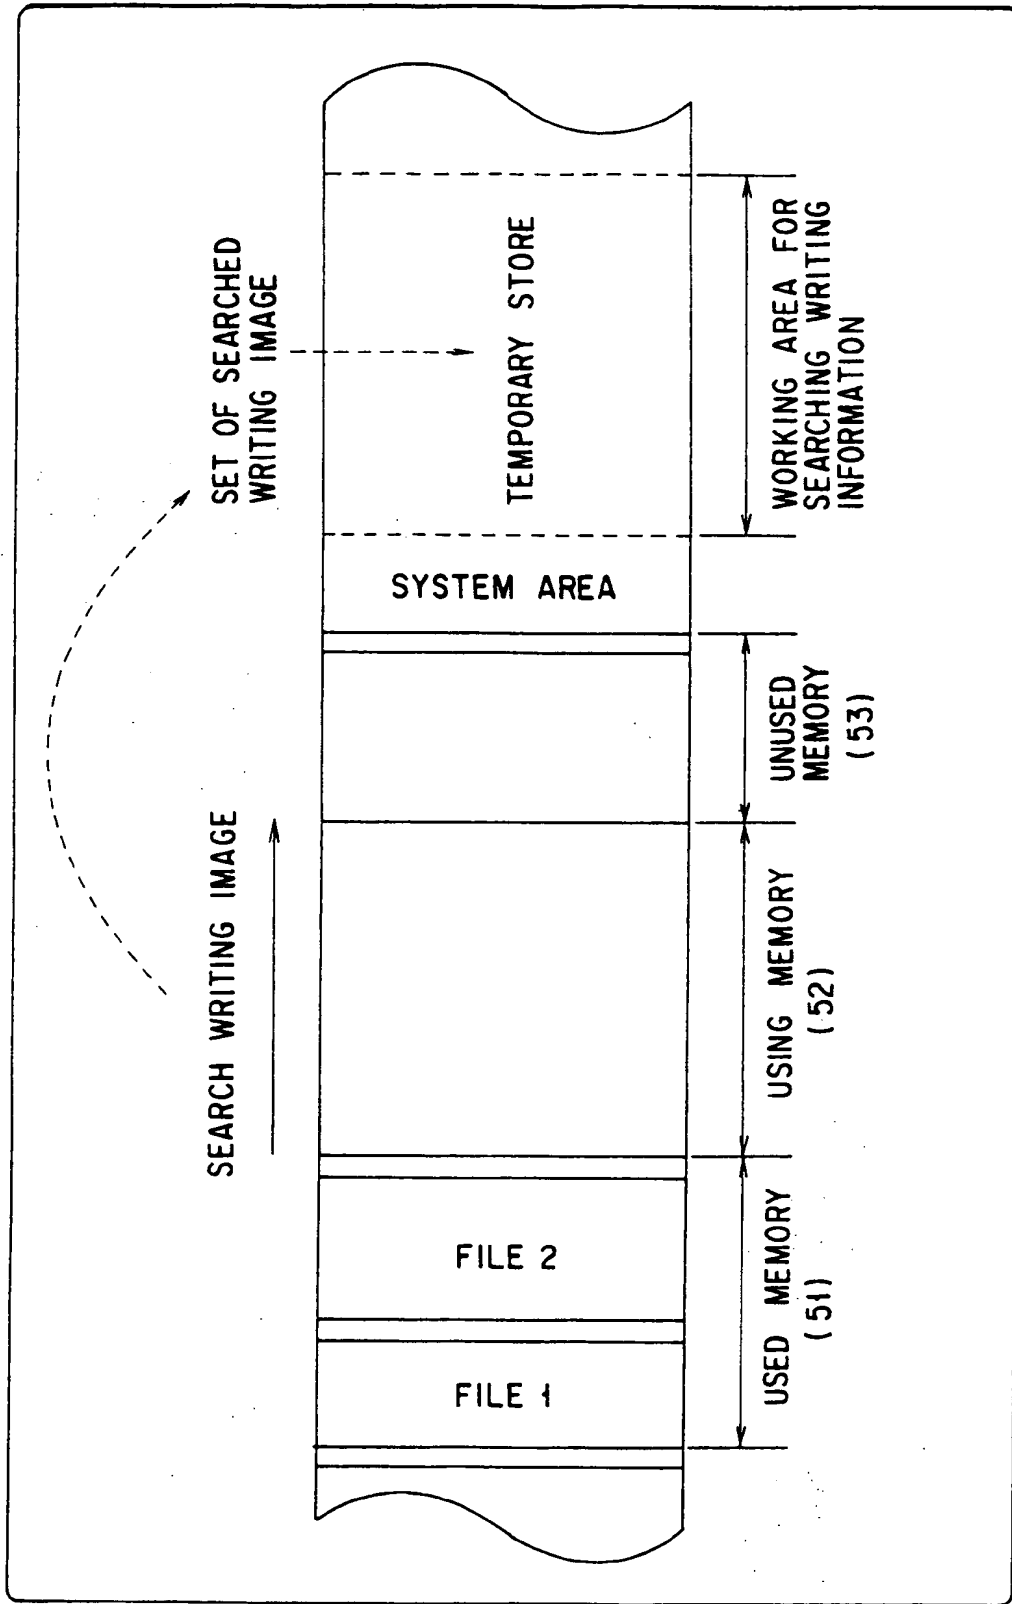 SEARCH WRITING IMAGE
SET OF SEARCHED
WRITING IMAGE
FILE 1
FILE 2
SYSTEM AREA
TEMPORARY STORE
USED MEMORY
(51)
USING MEMORY
(52)
UNUSED
MEMORY
(53)
WORKING AREA FOR
SEARCHING WRITING
INFORMATION